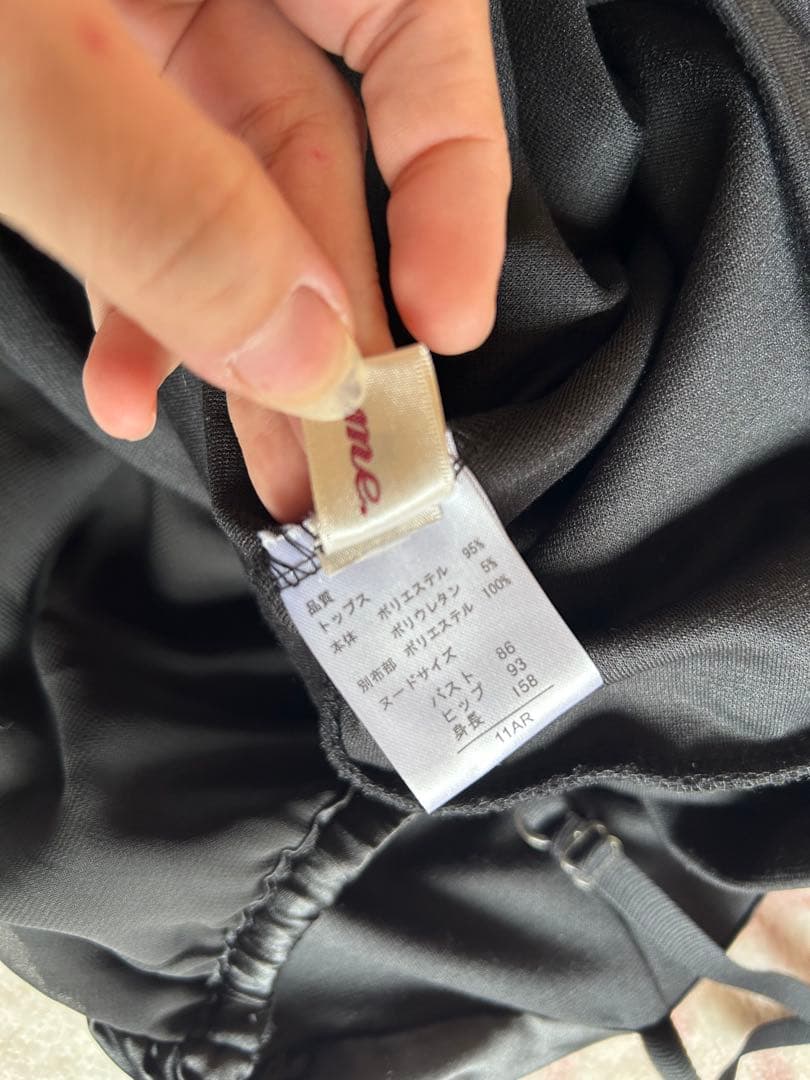 me.
品質
トップス
本体 ポリエステル 95%
ポリウレタン 5%
別布部 ポリエステル 100%
ヌードサイズ
バスト 86
ヒップ 93
身長 158
11AR